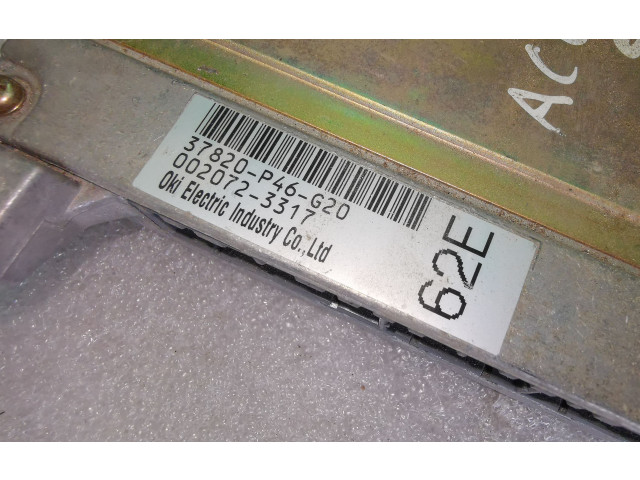 37820-P46-G20
002072-3317
Oki Electric Industry Co.,Ltd
62E